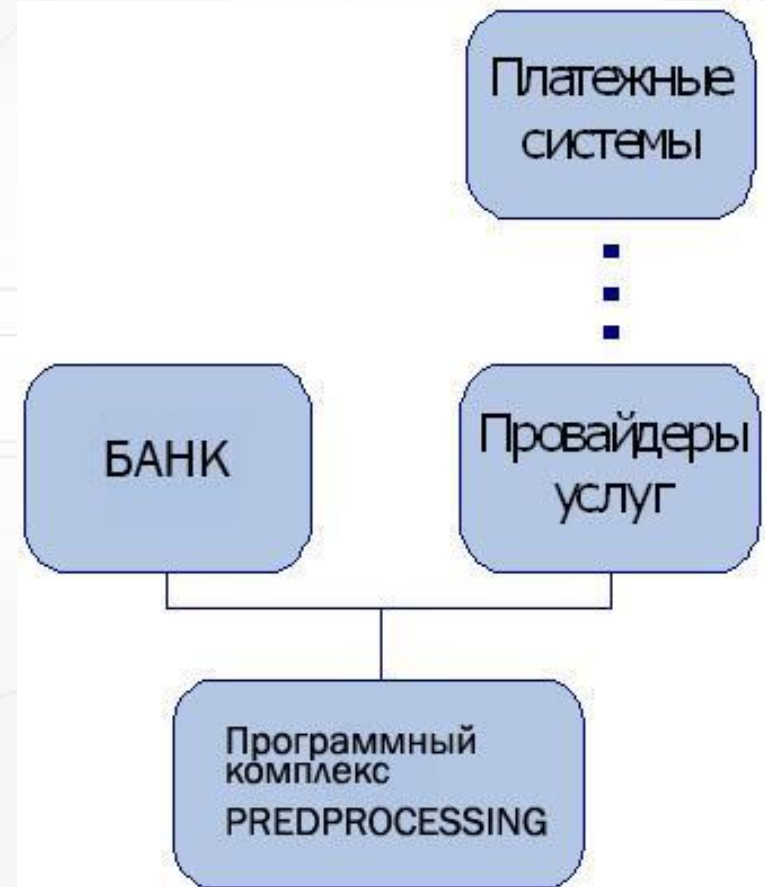 Платежные
системы
БАНК
Провайдеры
услуг
Программный
комплекс
PREDPROCESSING